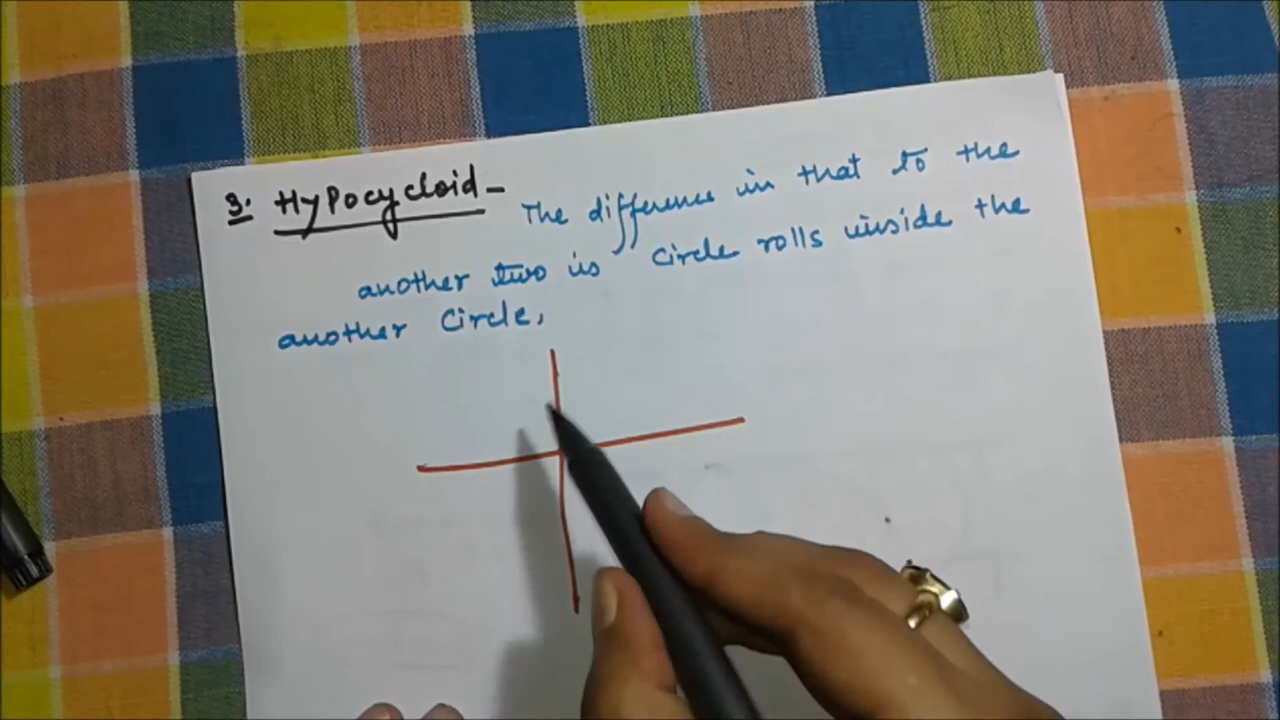 3. Hypocycloid - The difference in that to the
another two is circle rolls inside the
another Circle,